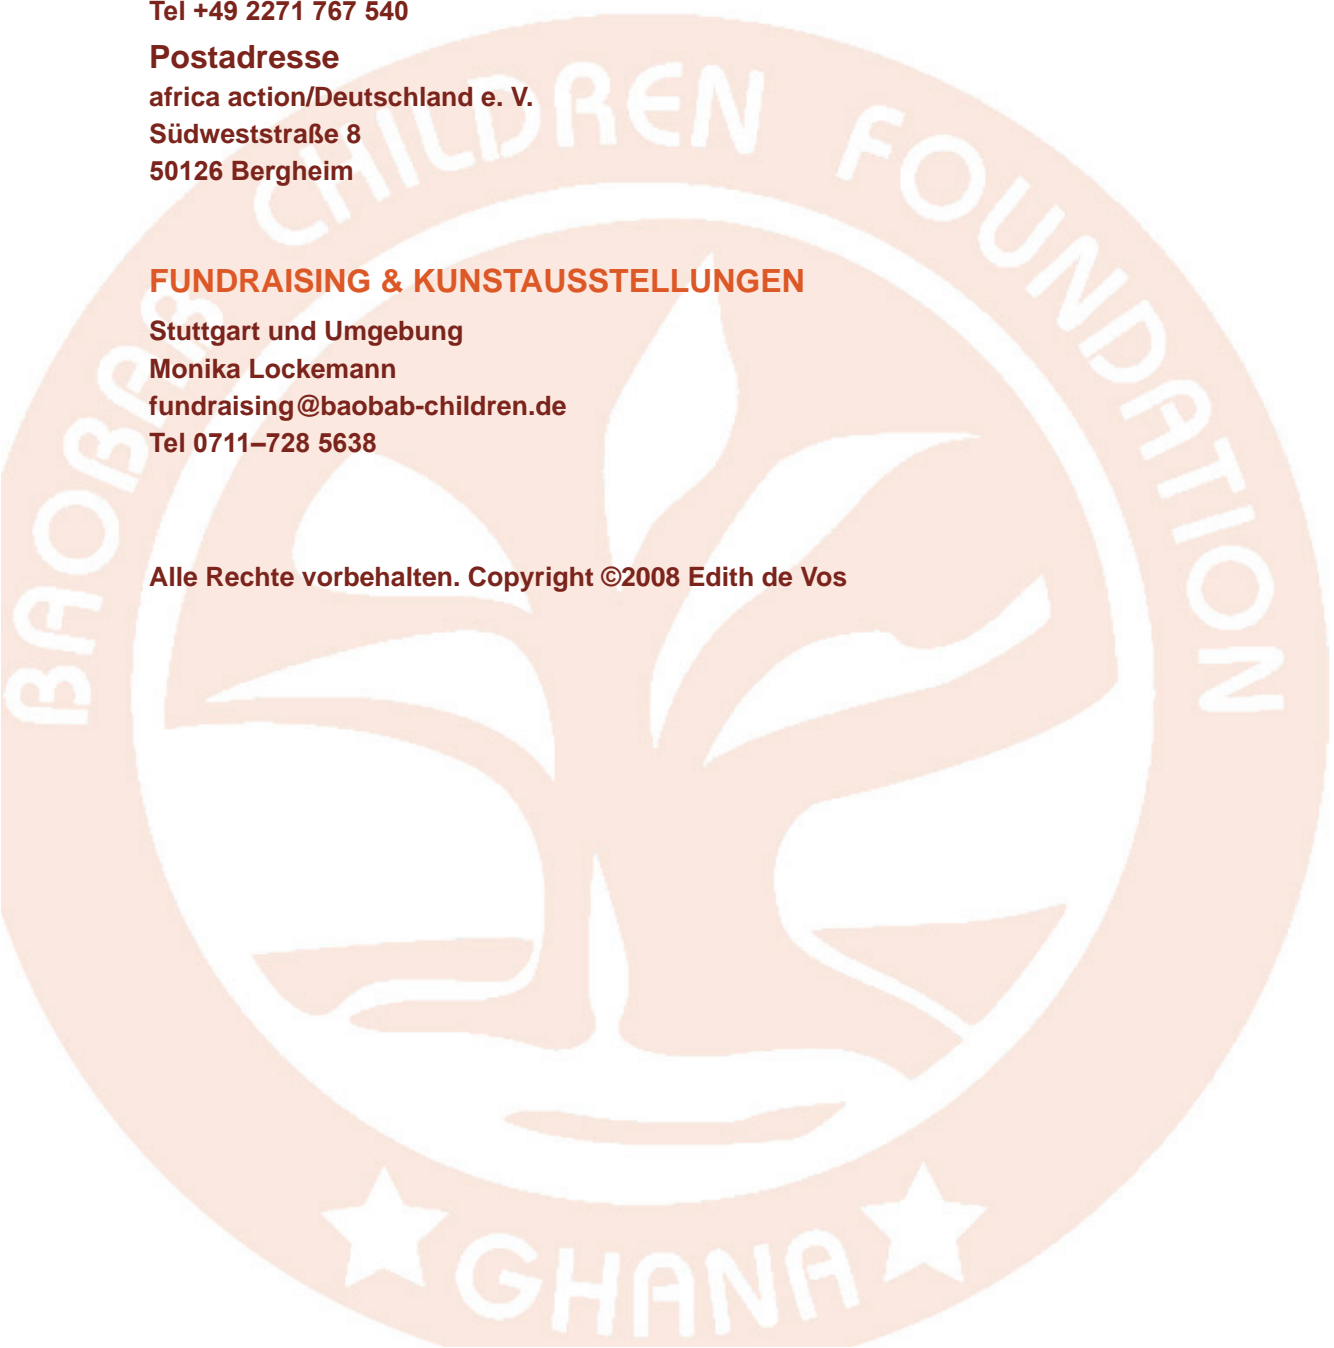 Tel +49 2271 767 540
Postadresse
africa action/Deutschland e. V.
Südweststraße 8
50126 Bergheim
FUNDRAISING & KUNSTAUSSTELLUNGEN
Stuttgart und Umgebung
Monika Lockemann
fundraising@baobab-children.de
Tel 0711–728 5638
Alle Rechte vorbehalten. Copyright ©2008 Edith de Vos
BAOBAB CHILDREN FOUNDATION
GHANA